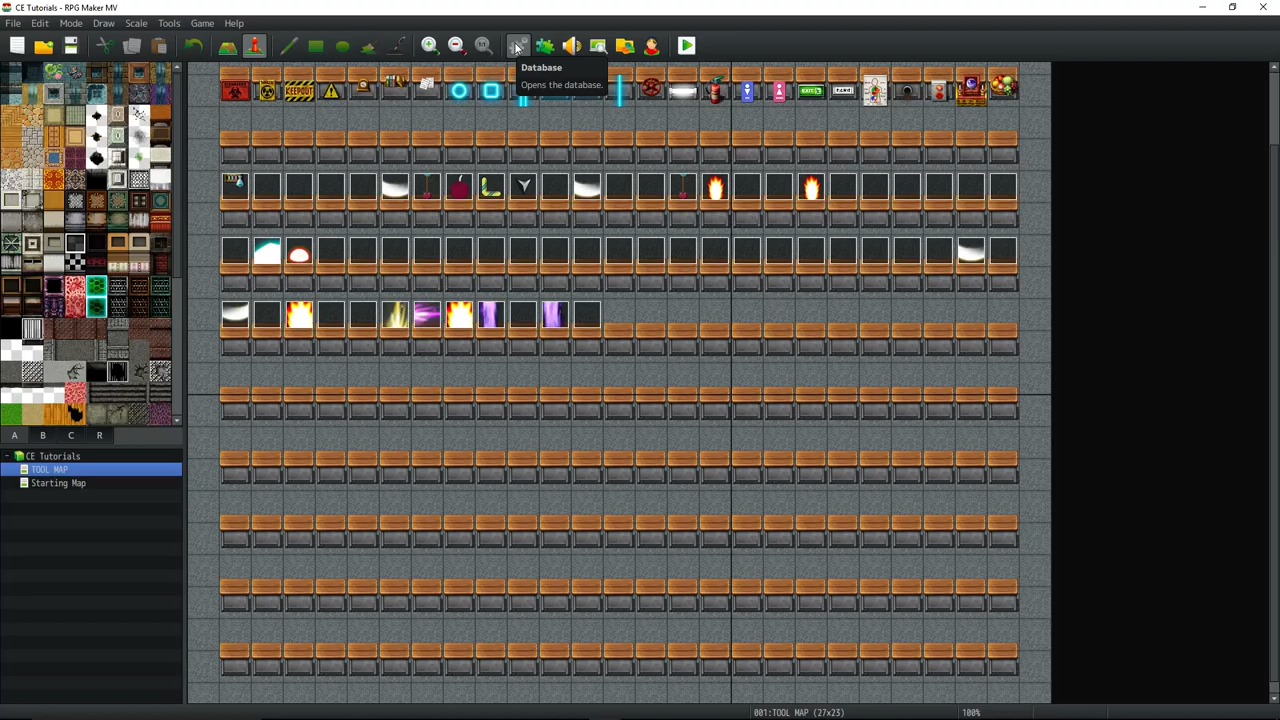 CE Tutorials - RPG Maker MV
File Edit Mode Draw Scale Tools Game Help
Database
Opens the database.
KEEPOUT
EXIT
A B C R
CE Tutorials
TOOL MAP
Starting Map
001:TOOL MAP (27x23) 100%